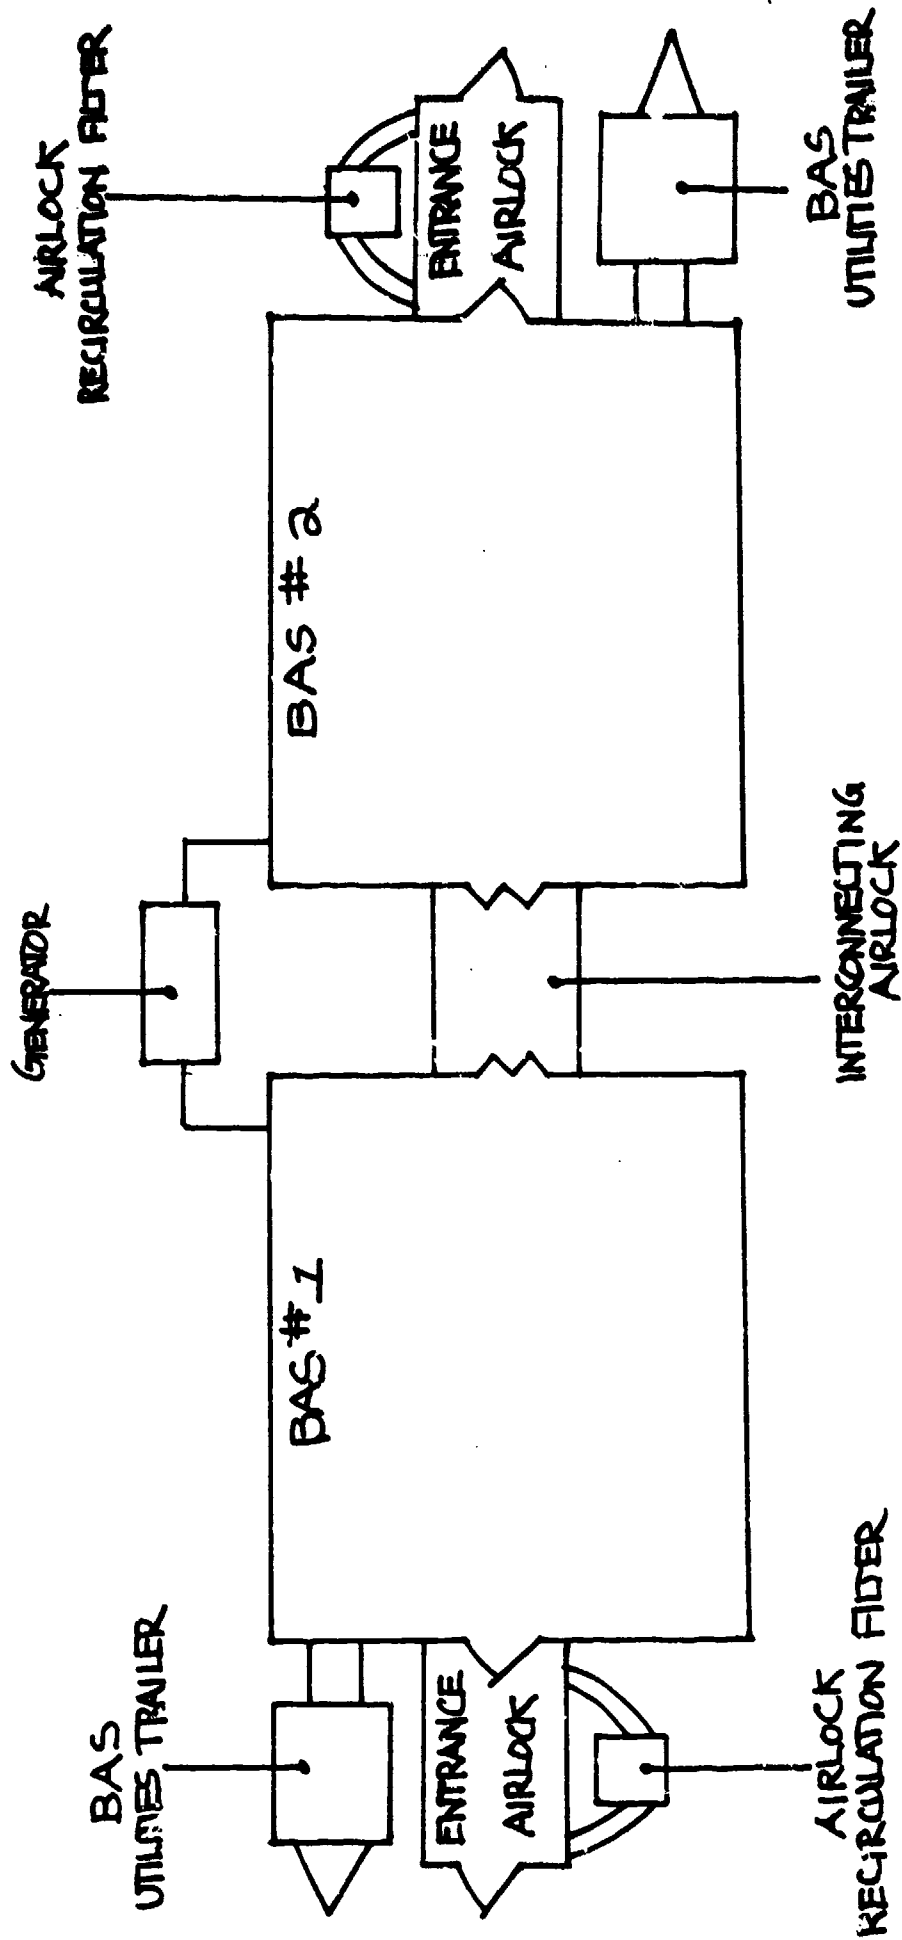 BAS
UTILITIES TRAILER
GENERATOR
AIRLOCK
RECIRCULATION FILTER
BAS #1
BAS #2
ENTRANCE
AIRLOCK
ENTRANCE
AIRLOCK
AIRLOCK
RECIRCULATION FILTER
INTERCONNECTING
AIRLOCK
BAS
UTILITIES TRAILER